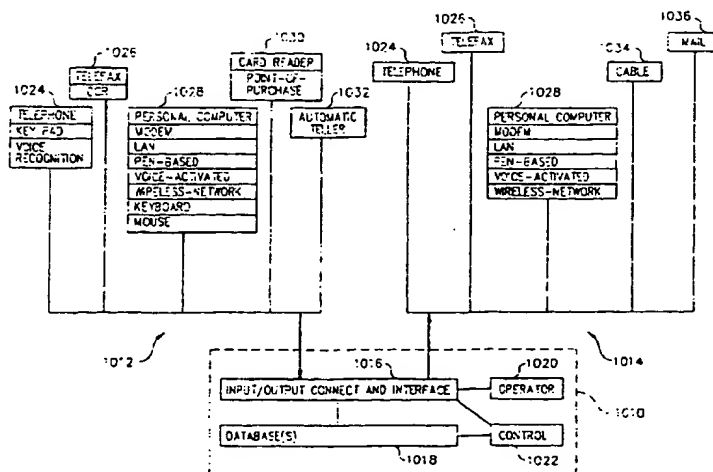 1024
TELEPHONE
KEY PAD
VOICE
RECOGNITION
1026
TELEFAX
OCR
1028
PERSONAL COMPUTER
MODEM
LAN
PEN-BASED
VOICE-ACTIVATED
WIRELESS-NETWORK
KEYBOARD
MOUSE
1030
CARD READER
POINT-OF-
PURCHASE
1032
AUTOMATIC
TELLER
1024
TELEPHONE
1026
TELEFAX
1028
PERSONAL COMPUTER
MODEM
LAN
PEN-BASED
VOICE-ACTIVATED
WIRELESS-NETWORK
1034
CABLE
1036
MAIL
1012
1014
1016
INPUT/OUTPUT CONNECT AND INTERFACE
1020
OPERATOR
1010
DATABASE(S)
1018
CONTROL
1022